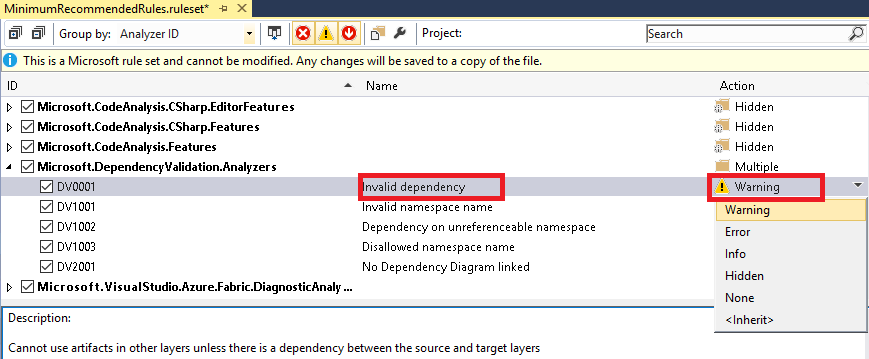 MinimumRecommendedRules.ruleset*
Group by: Analyzer ID Project: Search
This is a Microsoft rule set and cannot be modified. Any changes will be saved to a copy of the file.
ID Name Action
Microsoft.CodeAnalysis.CSharp.EditorFeatures Hidden
Microsoft.CodeAnalysis.CSharp.Features Hidden
Microsoft.CodeAnalysis.Features Hidden
Microsoft.DependencyValidation.Analyzers Multiple
DV0001 Invalid dependency Warning
DV1001 Invalid namespace name Warning
DV1002 Dependency on unreferenceable namespace Error
DV1003 Disallowed namespace name Info
DV2001 No Dependency Diagram linked Hidden
Microsoft.VisualStudio.Azure.Fabric.DiagnosticAnaly ... None
Description: <Inherit>
Cannot use artifacts in other layers unless there is a dependency between the source and target layers